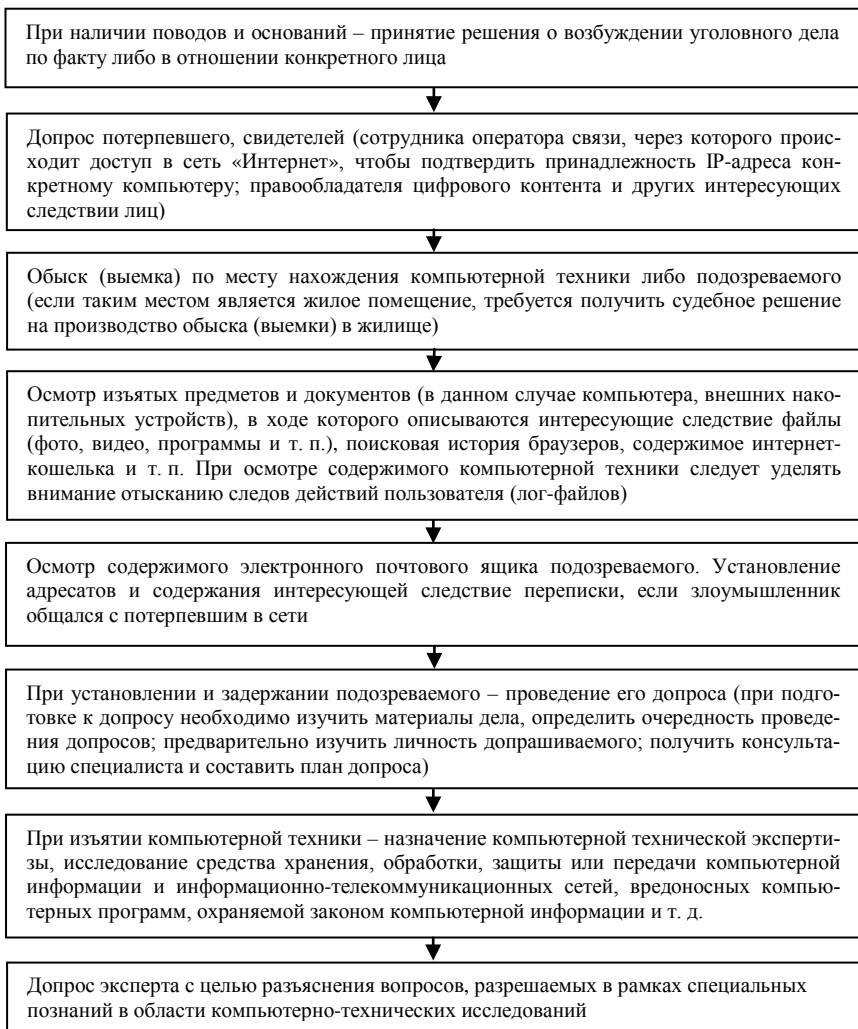 При наличии поводов и оснований – принятие решения о возбуждении уголовного дела
по факту либо в отношении конкретного лица
Допрос потерпевшего, свидетелей (сотрудника оператора связи, через которого проис-
ходит доступ в сеть «Интернет», чтобы подтвердить принадлежность IP-адреса кон-
кретному компьютеру; правообладателя цифрового контента и других интересующих
следствии лиц)
Обыск (выемка) по месту нахождения компьютерной техники либо подозреваемого
(если таким местом является жилое помещение, требуется получить судебное решение
на производство обыска (выемки) в жилище)
Осмотр изъятых предметов и документов (в данном случае компьютера, внешних нако-
пительных устройств), в ходе которого описываются интересующие следствие файлы
(фото, видео, программы и т. п.), поисковая история браузеров, содержимое интернет-
кошелька и т. п. При осмотре содержимого компьютерной техники следует уделять
внимание отысканию следов действий пользователя (лог-файлов)
Осмотр содержимого электронного почтового ящика подозреваемого. Установление
адресатов и содержания интересующей следствие переписки, если злоумышленник
общался с потерпевшим в сети
При установлении и задержании подозреваемого – проведение его допроса (при подго-
товке к допросу необходимо изучить материалы дела, определить очередность проведе-
ния допросов; предварительно изучить личность допрашиваемого; получить консульта-
цию специалиста и составить план допроса)
При изъятии компьютерной техники – назначение компьютерной технической эксперти-
зы, исследование средства хранения, обработки, защиты или передачи компьютерной
информации и информационно-телекоммуникационных сетей, вредоносных компью-
терных программ, охраняемой законом компьютерной информации и т. д.
Допрос эксперта с целью разъяснения вопросов, разрешаемых в рамках специальных
познаний в области компьютерно-технических исследований